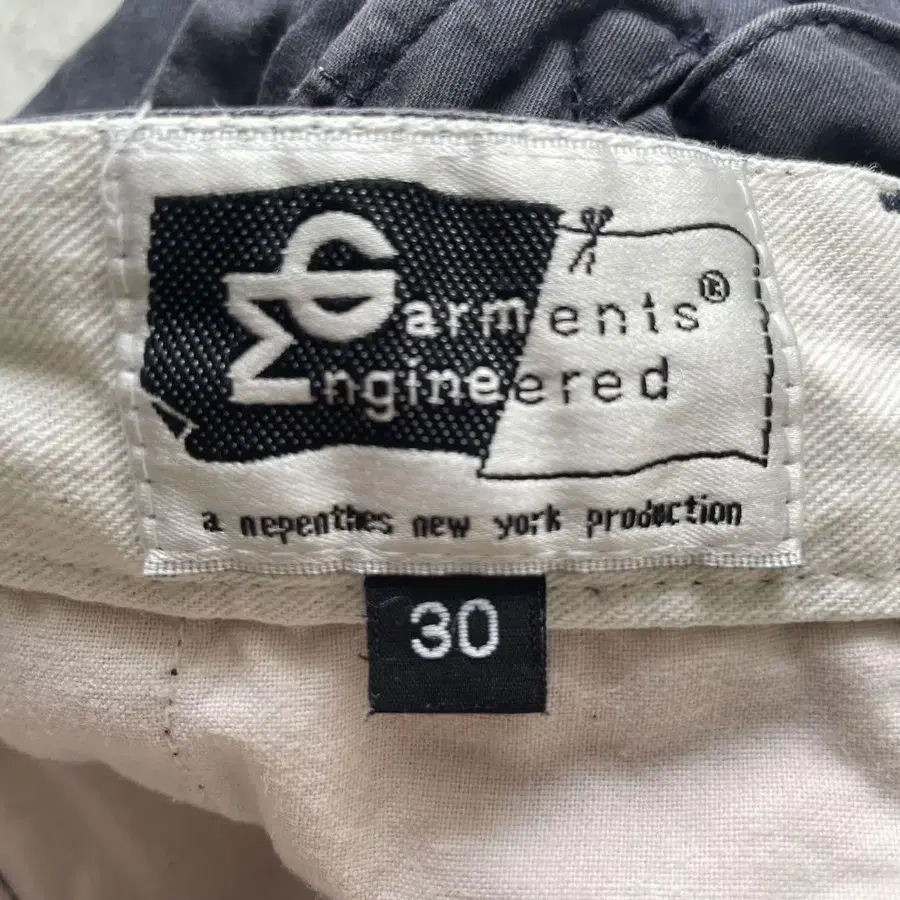 Garments®
Engineered
a nepenthes new york production
30